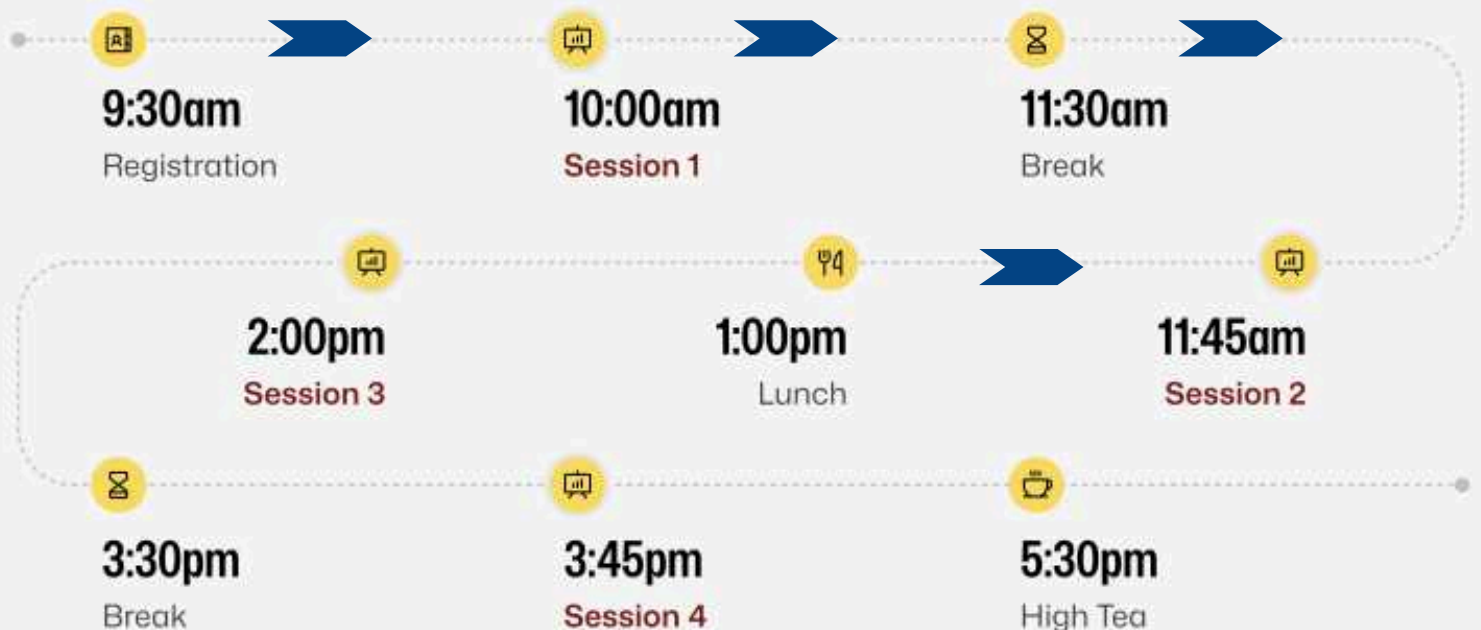 9:30am
Registration
10:00am
Session 1
11:30am
Break
11:45am
Session 2
1:00pm
Lunch
2:00pm
Session 3
3:30pm
Break
3:45pm
Session 4
5:30pm
High Tea